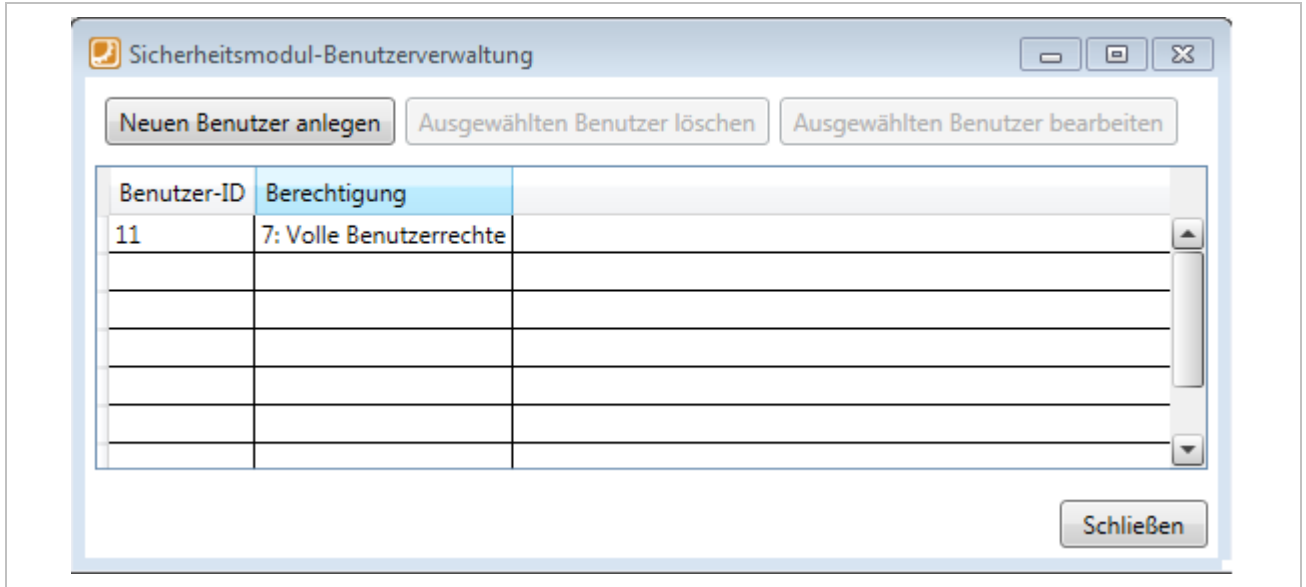 Sicherheitsmodul-Benutzerverwaltung
Neuen Benutzer anlegen Ausgewählten Benutzer löschen Ausgewählten Benutzer bearbeiten
Benutzer-ID Berechtigung
11 7: Volle Benutzerrechte
Schließen